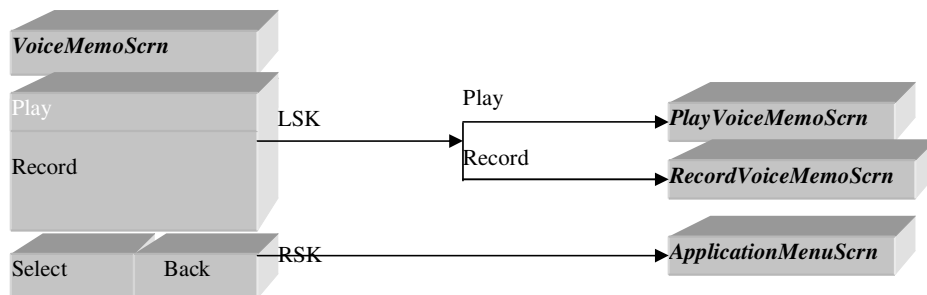 VoiceMemoScrn
Play
Record
Select
Back
LSK
RSK
Play
Record
PlayVoiceMemoScrn
RecordVoiceMemoScrn
ApplicationMenuScrn